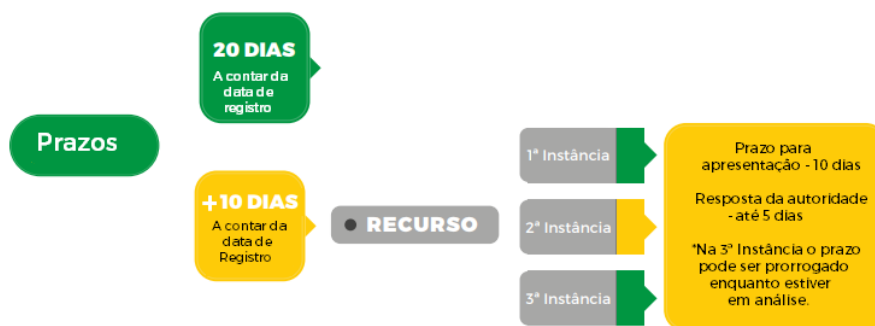 Prazos
20 DIAS
A contar da
data de
registro
+10 DIAS
A contar da
data de
Registro
• RECURSO
1ª Instância
2ª Instância
3ª Instância
Prazo para
apresentação - 10 dias
Resposta da autoridade
- até 5 dias
*Na 3ª Instância o prazo
pode ser prorrogado
enquanto estiver
em análise.